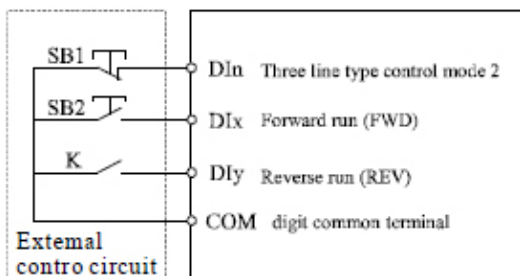 SB1 DIn Three line type control mode 2
SB2 DIx Forward run (FWD)
K DIy Reverse run (REV)
COM digit common terminal
External
contro circuit